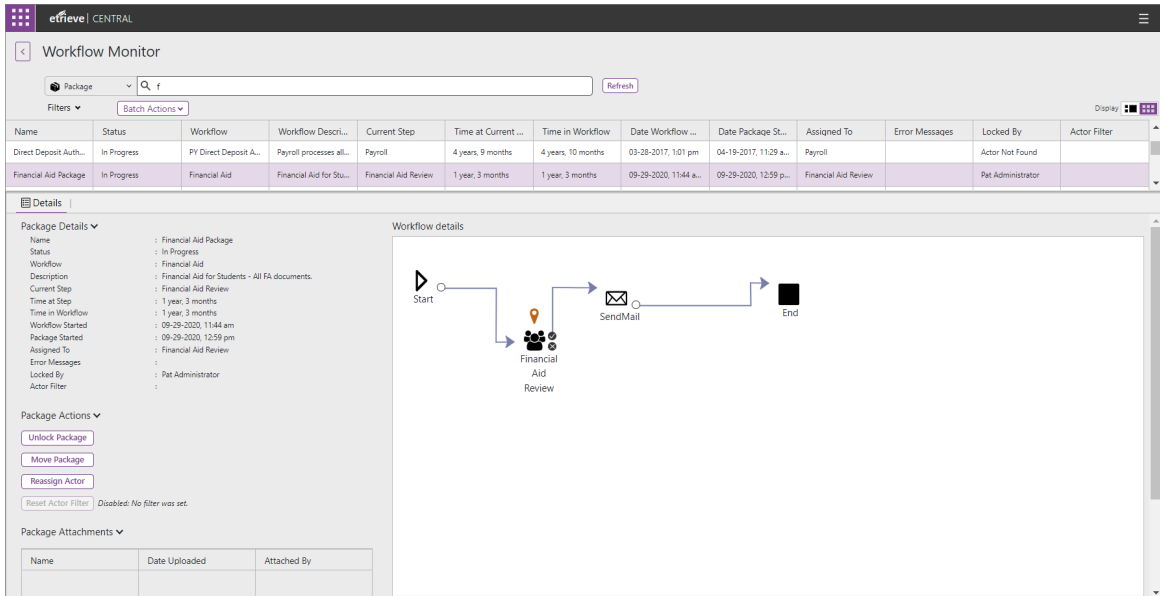 etrieve | CENTRAL
Workflow Monitor
Package
f
Refresh
Filters
Batch Actions
Display
Name Status Workflow Workflow Descri... Current Step Time at Current ... Time in Workflow Date Workflow ... Date Package St... Assigned To Error Messages Locked By Actor Filter
Direct Deposit Auth... In Progress PY Direct Deposit A... Payroll processes all... Payroll 4 years, 9 months 4 years, 10 months 03-28-2017, 1:01 pm 04-19-2017, 11:29 a... Payroll Actor Not Found
Financial Aid Package In Progress Financial Aid Financial Aid for Stu... Financial Aid Review 1 year, 3 months 1 year, 3 months 09-29-2020, 11:44 a... 09-29-2020, 12:59 p... Financial Aid Review Pat Administrator
Details |
Package Details
Name : Financial Aid Package
Status : In Progress
Workflow : Financial Aid
Description : Financial Aid for Students - All FA documents.
Current Step : Financial Aid Review
Time at Step : 1 year, 3 months
Time in Workflow : 1 year, 3 months
Workflow Started : 09-29-2020, 11:44 am
Package Started : 09-29-2020, 12:59 pm
Assigned To : Financial Aid Review
Error Messages :
Locked By : Pat Administrator
Actor Filter :
Package Actions
Unlock Package
Move Package
Reassign Actor
Reset Actor Filter Disabled: No filter was set.
Package Attachments
Name Date Uploaded Attached By
Workflow details
Start
Financial
Aid
Review
SendMail
End